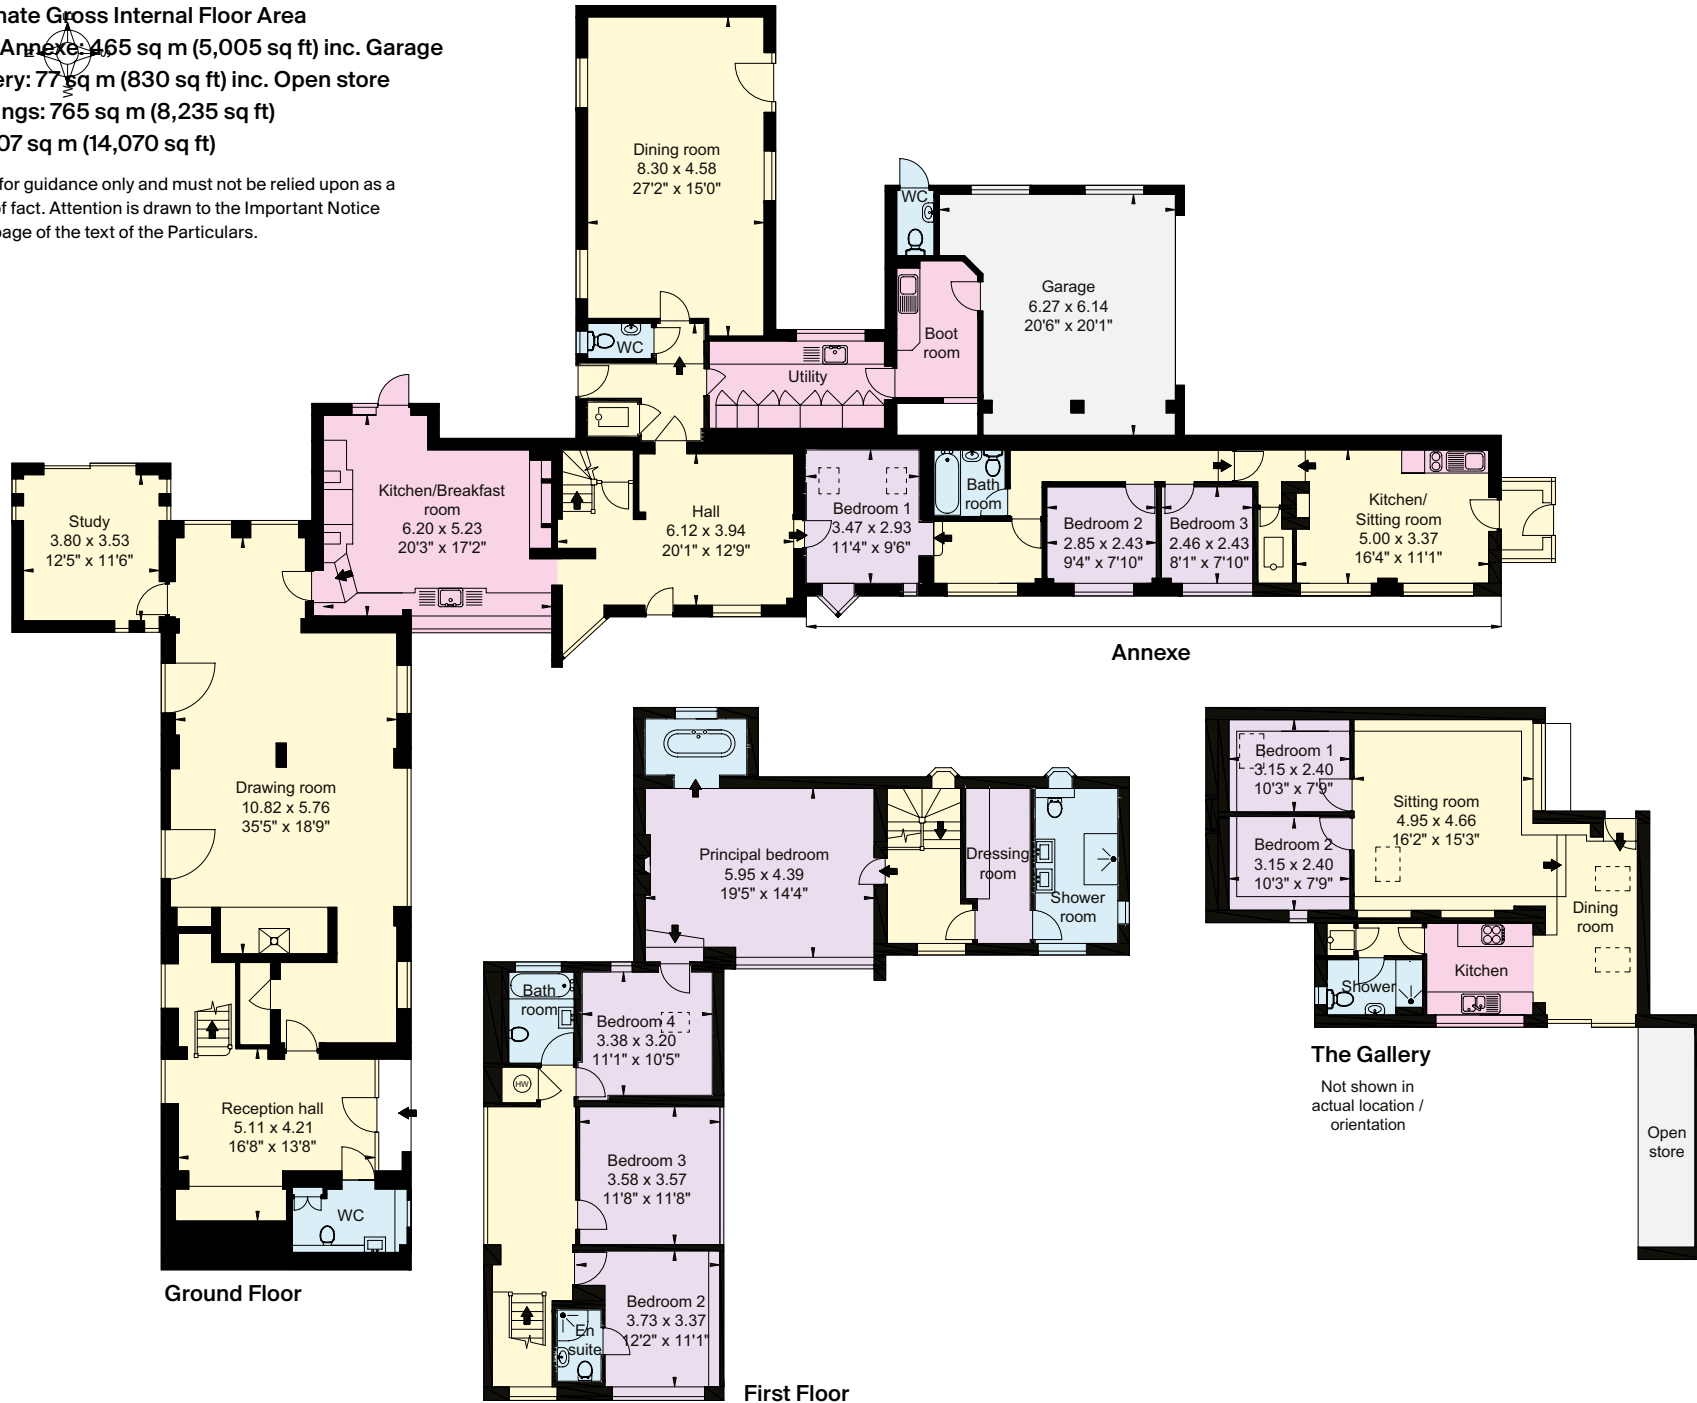 nate Gross Internal Floor Area
Annexe: 465 sq m (5,005 sq ft) inc. Garage
ery: 77 sq m (830 sq ft) inc. Open store
ngs: 765 sq m (8,235 sq ft)
07 sq m (14,070 sq ft)
for guidance only and must not be relied upon as a
of fact. Attention is drawn to the Important Notice
page of the text of the Particulars.
Dining room
8.30 x 4.58
27'2" x 15'0"
WC
WC
Garage
6.27 x 6.14
20'6" x 20'1"
Boot
room
Utility
Kitchen/Breakfast
room
6.20 x 5.23
20'3" x 17'2"
Study
3.80 x 3.53
12'5" x 11'6"
Hall
6.12 x 3.94
20'1" x 12'9"
Bedroom 1
3.47 x 2.93
11'4" x 9'6"
Bath
room
Bedroom 2
2.85 x 2.43
9'4" x 7'10"
Bedroom 3
2.46 x 2.43
8'1" x 7'10"
Kitchen/
Sitting room
5.00 x 3.37
16'4" x 11'1"
Annexe
Drawing room
10.82 x 5.76
35'5" x 18'9"
Reception hall
5.11 x 4.21
16'8" x 13'8"
WC
Ground Floor
Principal bedroom
5.95 x 4.39
19'5" x 14'4"
Dressing
room
Shower
room
Bath
room
HW
Bedroom 4
3.38 x 3.20
11'1" x 10'5"
Bedroom 3
3.58 x 3.57
11'8" x 11'8"
Bedroom 2
3.73 x 3.37
12'2" x 11'1"
En
suite
First Floor
Bedroom 1
3.15 x 2.40
10'3" x 7'9"
Bedroom 2
3.15 x 2.40
10'3" x 7'9"
Sitting room
4.95 x 4.66
16'2" x 15'3"
Dining
room
Kitchen
Shower
The Gallery
Not shown in
actual location /
orientation
Open
store